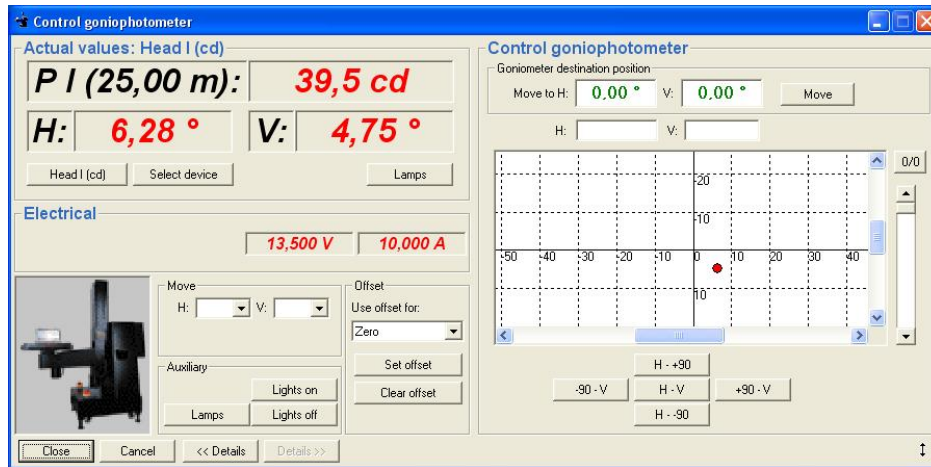 Control goniophotometer
Actual values: Head I (cd)
P I (25,00 m): 39,5 cd
H: 6,28 ° V: 4,75 °
Head I (cd) Select device Lamps
Electrical
13,500 V 10,000 A
Move
H: V:
Auxiliary
Lights on
Lamps Lights off
Offset
Use offset for:
Zero
Set offset
Clear offset
Close Cancel << Details Details >>
Control goniophotometer
Goniometer destination position
Move to H: 0,00 ° V: 0,00 ° Move
H: V:
0/0
-20
-10
-50 -40 -30 -20 -10 0 10 20 30 40
10
H - +90
-90 - V H - V +90 - V
H - -90